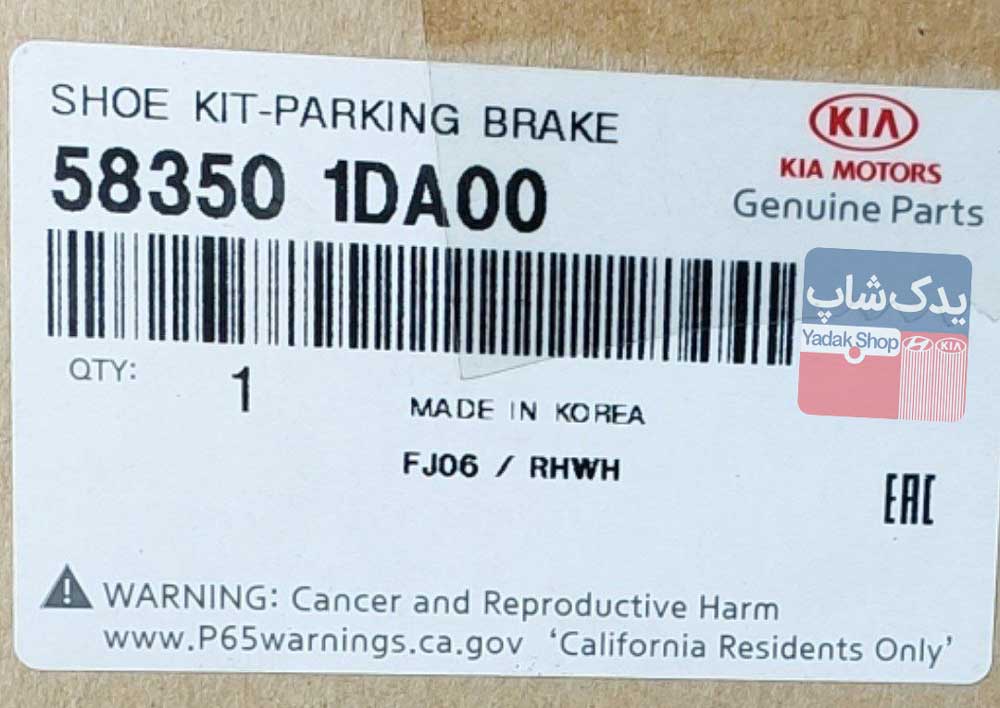 SHOE KIT-PARKING BRAKE
58350 1DA00
KIA
KIA MOTORS
Genuine Parts
یدک‌شاپ
Yadak Shop
KIA
QTY: 1
MADE IN KOREA
FJ06 / RHWH
EAC
WARNING: Cancer and Reproductive Harm
www.P65warnings.ca.gov ‘California Residents Only’